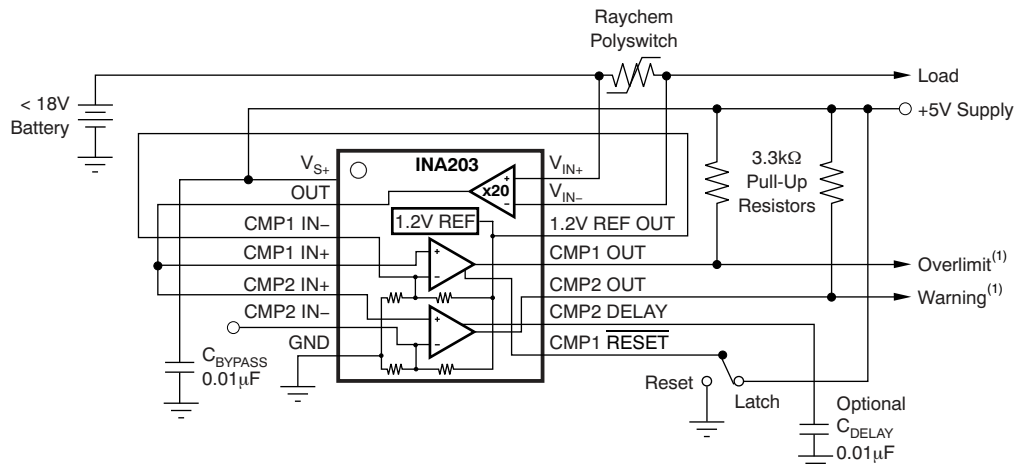 Raychem
Polyswitch
Load
< 18V
Battery
+5V Supply
3.3kΩ
Pull-Up
Resistors
INA203
VS+
VIN+
OUT
x20
VIN−
CMP1 IN−
1.2V REF
1.2V REF OUT
CMP1 IN+
CMP1 OUT
Overlimit(1)
CMP2 IN+
CMP2 OUT
Warning(1)
CMP2 IN−
CMP2 DELAY
GND
CMP1 RESET
CBYPASS
0.01μF
Reset
Latch
Optional
CDELAY
0.01μF
+
−
+
−
+
−